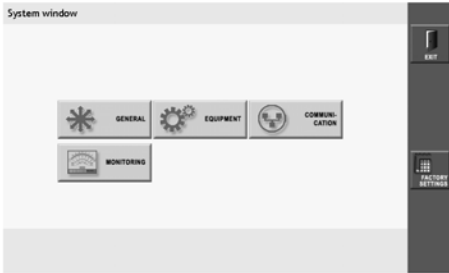 System window
EXIT
GENERAL
EQUIPMENT
COMMUNI-
CATION
MONITORING
FACTORY
SETTINGS